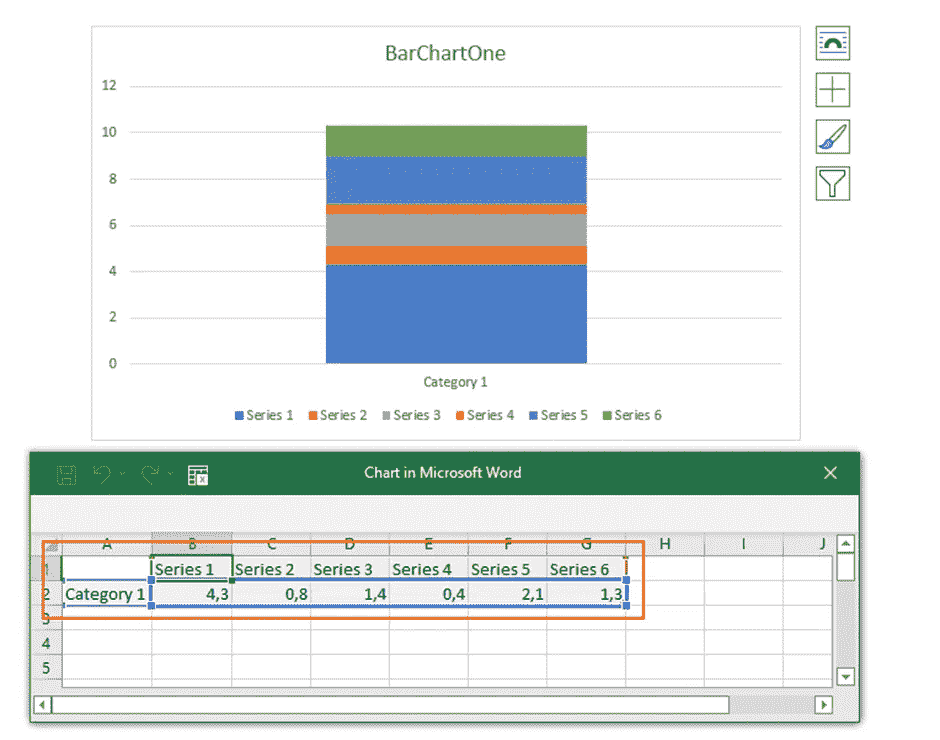 BarChartOne
12
10
8
6
4
2
0
Category 1
Series 1 Series 2 Series 3 Series 4 Series 5 Series 6
Chart in Microsoft Word
A B C D E F G H I J
1 Series 1 Series 2 Series 3 Series 4 Series 5 Series 6
2 Category 1 4,3 0,8 1,4 0,4 2,1 1,3
3
4
5